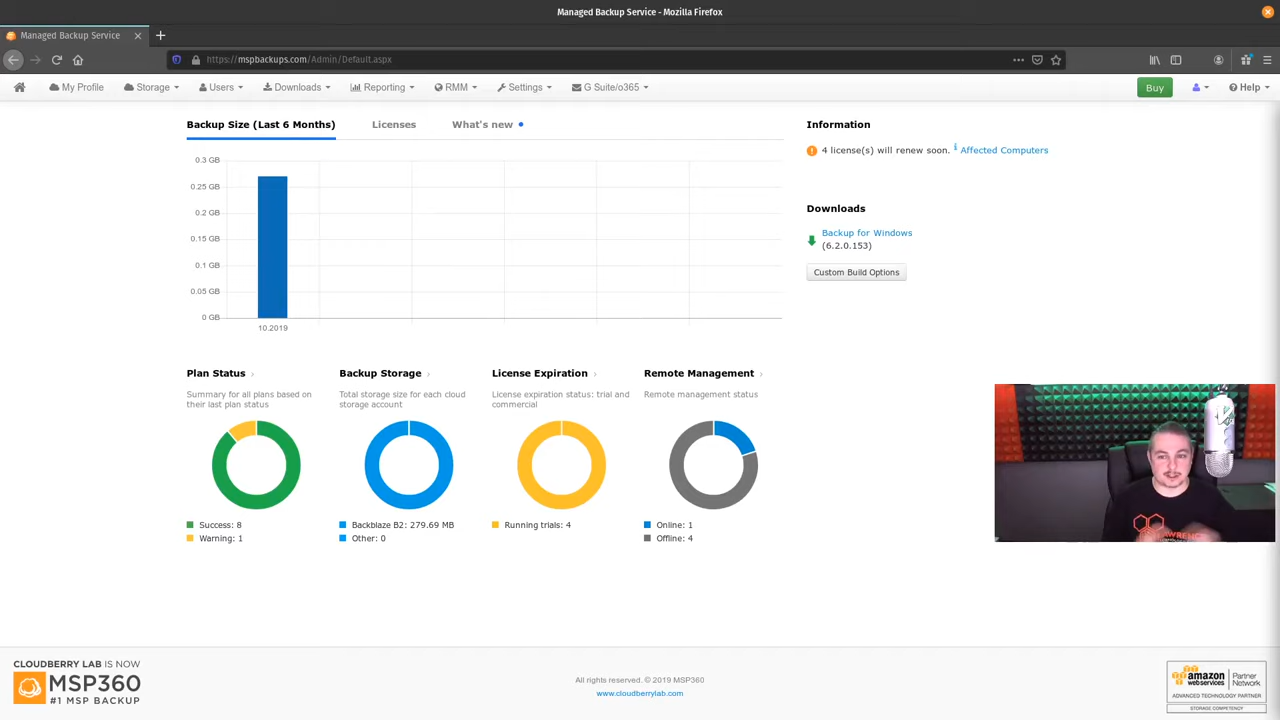 Managed Backup Service - Mozilla Firefox
Managed Backup Service
https://mspbackups.com/Admin/Default.aspx
My Profile
Storage
Users
Downloads
Reporting
RMM
Settings
G Suite/o365
Buy
Help
Backup Size (Last 6 Months)
Licenses
What's new
0.3 GB
0.25 GB
0.2 GB
0.15 GB
0.1 GB
0.05 GB
0 GB
10.2019
Information
4 license(s) will renew soon. i Affected Computers
Downloads
Backup for Windows
(6.2.0.153)
Custom Build Options
Plan Status
Summary for all plans based on
their last plan status
Success: 8
Warning: 1
Backup Storage
Total storage size for each cloud
storage account
Backblaze B2: 279.69 MB
Other: 0
License Expiration
License expiration status: trial and
commercial
Running trials: 4
Remote Management
Remote management status
Online: 1
Offline: 4
LAWRENCE
CLOUDBERRY LAB IS NOW
MSP360
#1 MSP BACKUP
All rights reserved. © 2019 MSP360
www.cloudberrylab.com
amazon
webservices
Partner
Network
ADVANCED TECHNOLOGY PARTNER
STORAGE COMPETENCY